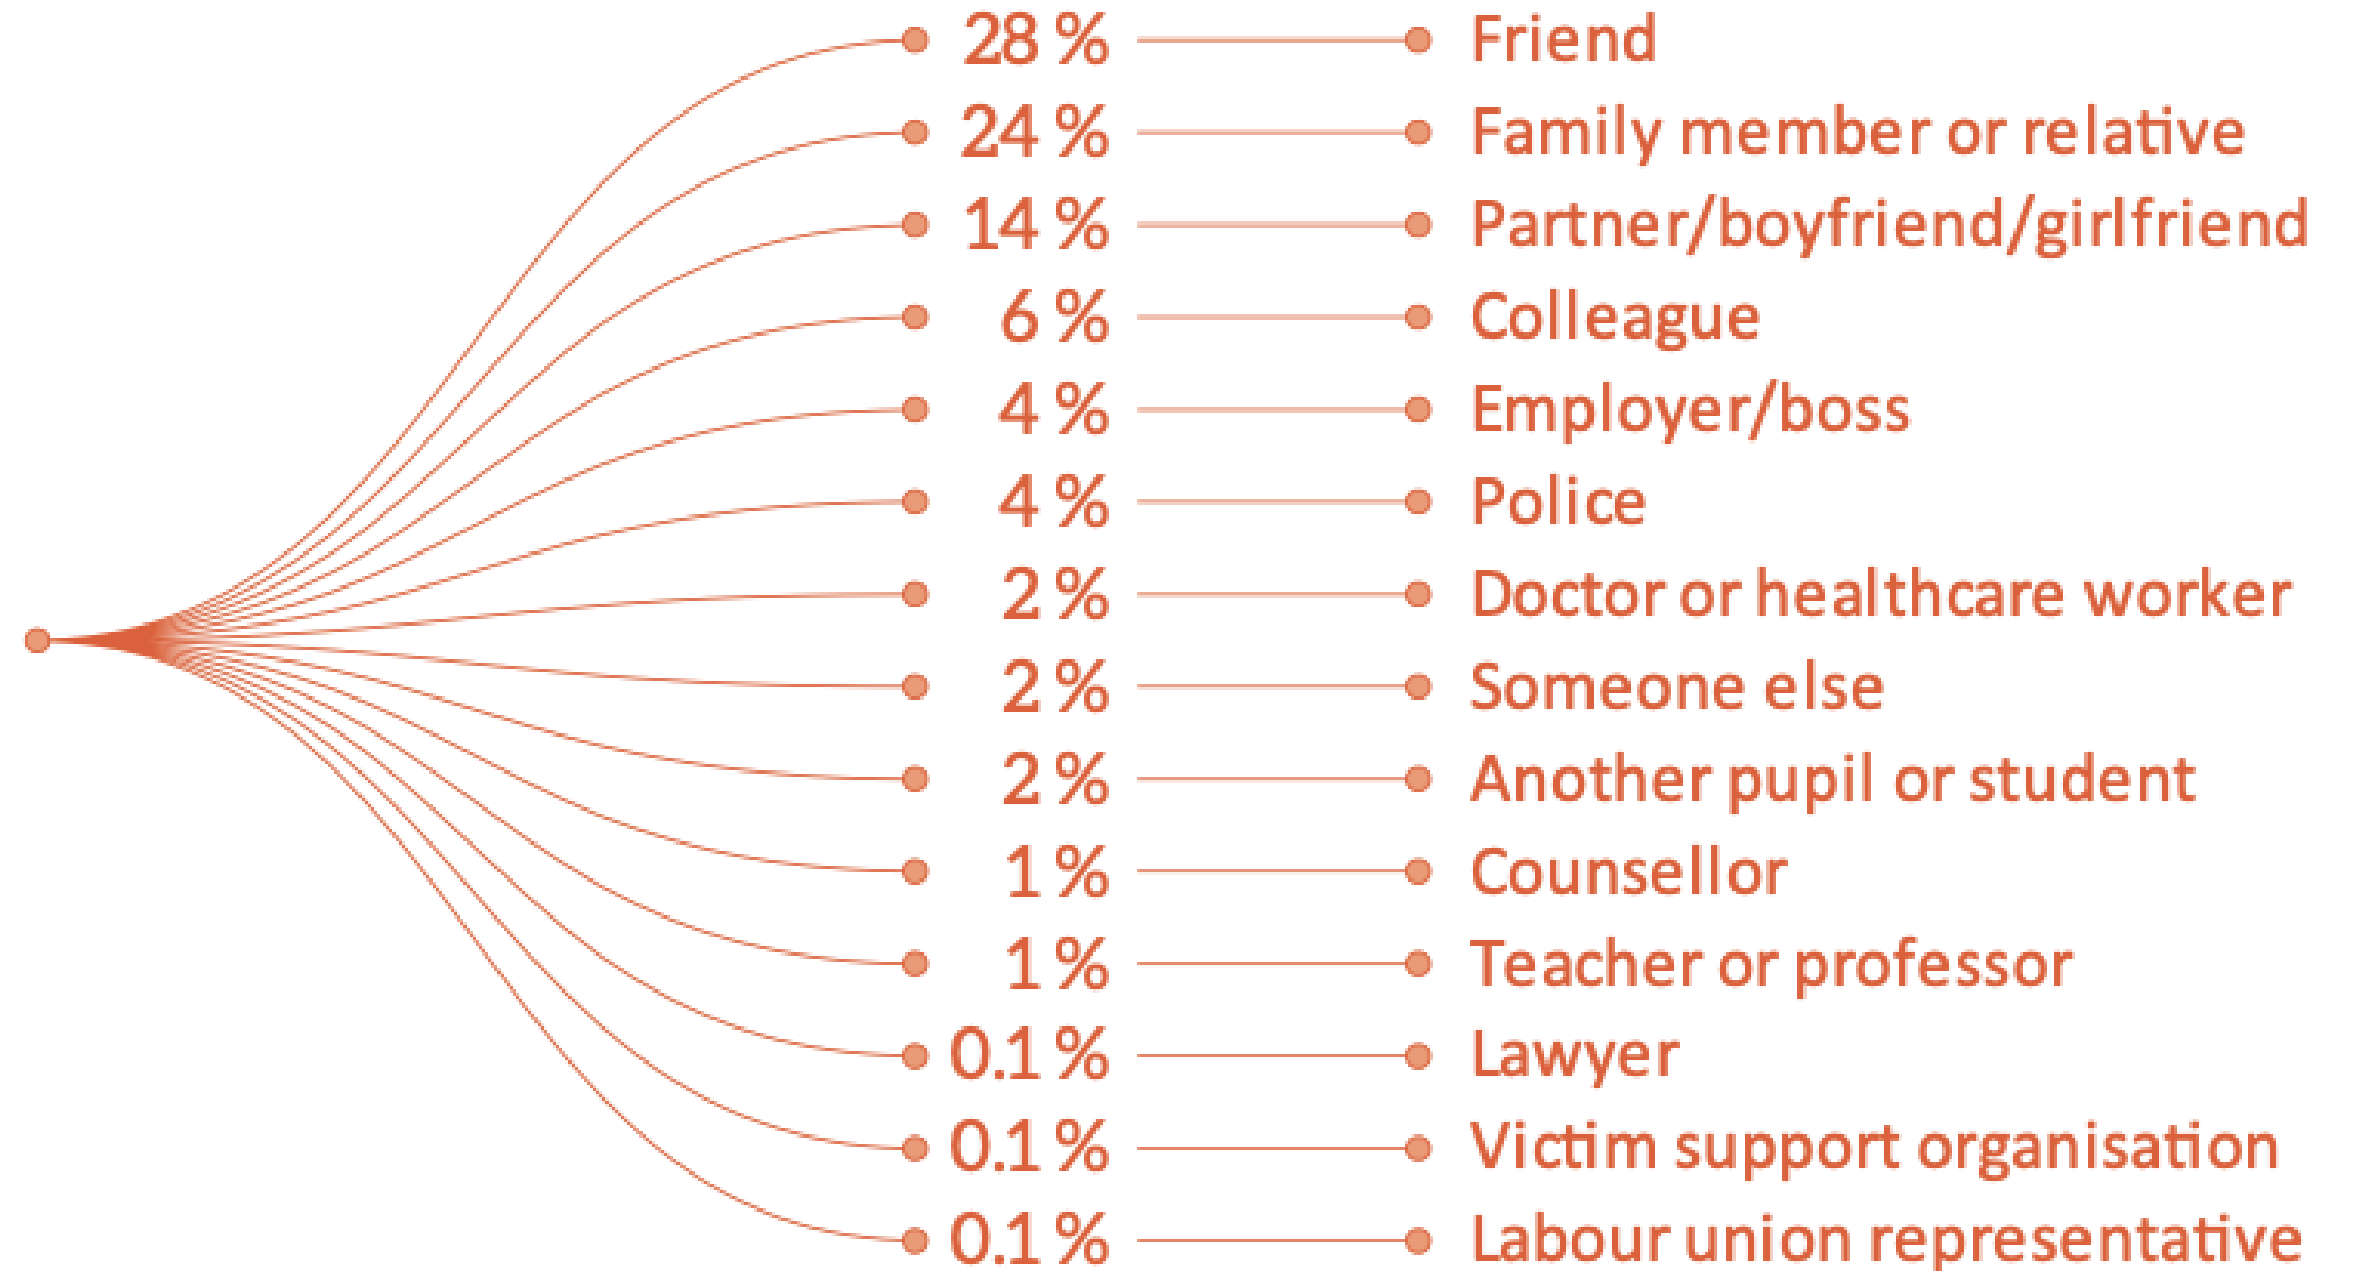 28 % Friend
24 % Family member or relative
14 % Partner/boyfriend/girlfriend
6 % Colleague
4 % Employer/boss
4 % Police
2 % Doctor or healthcare worker
2 % Someone else
2 % Another pupil or student
1 % Counsellor
1 % Teacher or professor
0.1 % Lawyer
0.1 % Victim support organisation
0.1 % Labour union representative